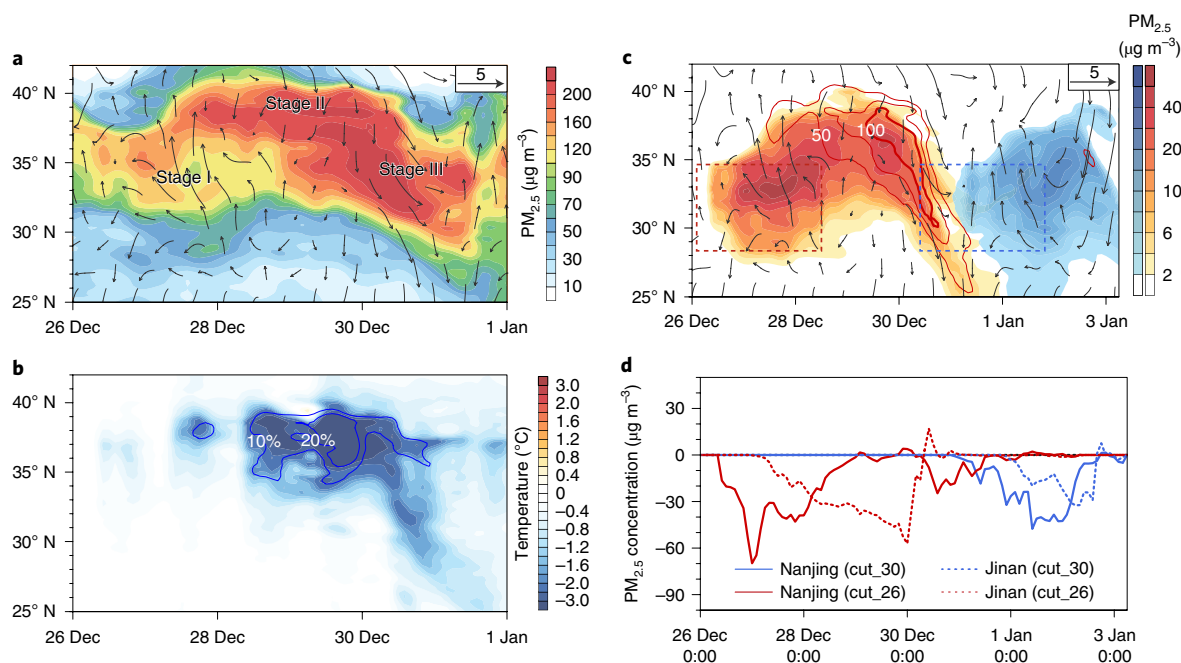 a
5
40° N
35° N
30° N
25° N
Stage I
Stage II
Stage III
26 Dec
28 Dec
30 Dec
1 Jan
PM2.5 (μg m–3)
200
160
120
90
70
50
30
10
b
40° N
35° N
30° N
25° N
10%
20%
26 Dec
28 Dec
30 Dec
1 Jan
Temperature (°C)
3.0
2.0
1.6
1.2
0.8
0.4
0
–0.4
–0.8
–1.2
–1.6
–2.0
–3.0
c
5
40° N
35° N
30° N
25° N
50
100
26 Dec
28 Dec
30 Dec
1 Jan
3 Jan
PM2.5
(μg m–3)
40
20
10
6
2
d
PM2.5 concentration (μg m–3)
30
0
–30
–60
–90
Nanjing (cut_30)
Jinan (cut_30)
Nanjing (cut_26)
Jinan (cut_26)
26 Dec
0:00
28 Dec
0:00
30 Dec
0:00
1 Jan
0:00
3 Jan
0:00